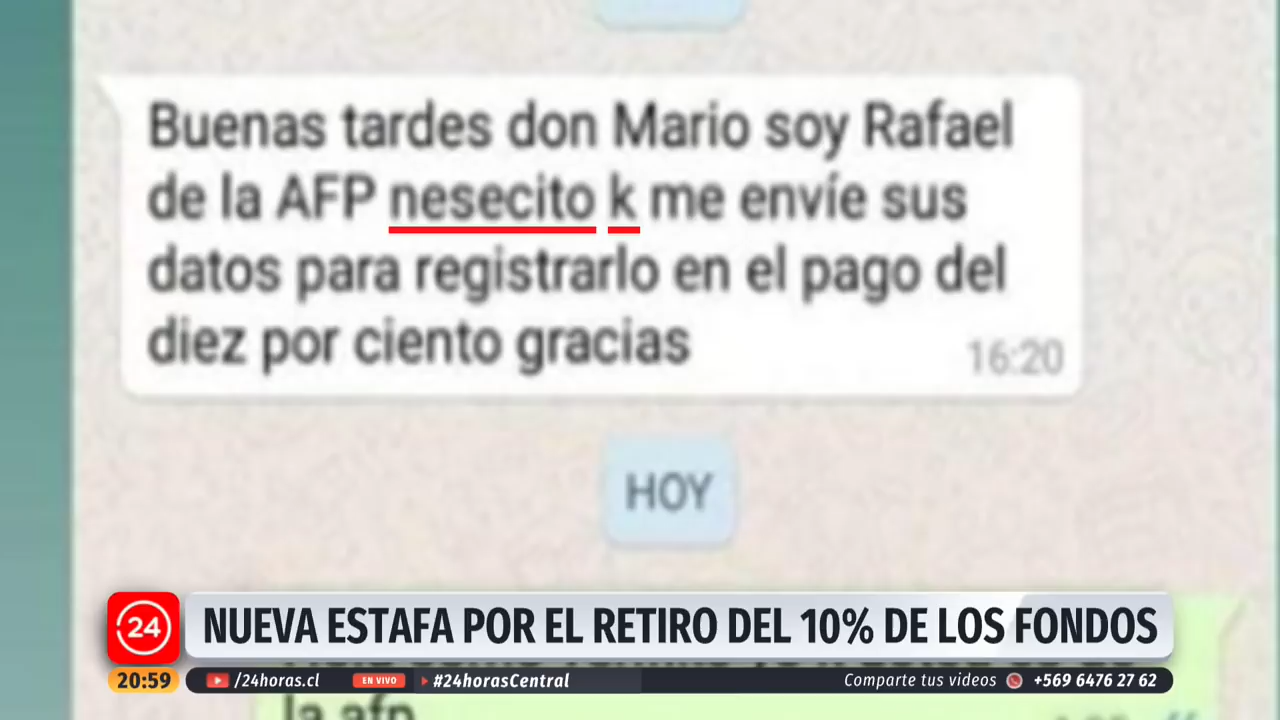 Buenas tardes don Mario soy Rafael
de la AFP nesecito k me envíe sus
datos para registrarlo en el pago del
diez por ciento gracias
16:20
HOY
24
NUEVA ESTAFA POR EL RETIRO DEL 10% DE LOS FONDOS
20:59 /24horas.cl EN VIVO #24horasCentral Comparte tus videos +569 6476 27 62
la afp